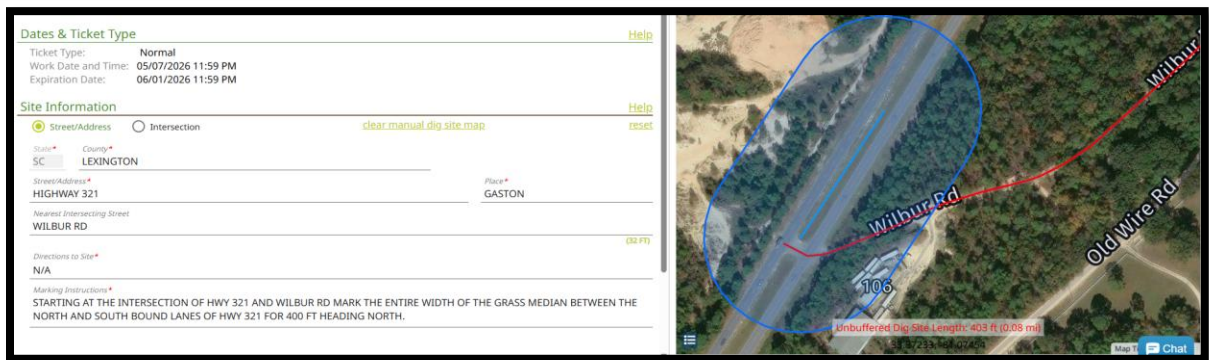 Dates & Ticket Type Help
Ticket Type: Normal
Work Date and Time: 05/07/2026 11:59 PM
Expiration Date: 06/01/2026 11:59 PM
Site Information Help
Street/Address Intersection clear manual dig site map reset
State* County*
SC LEXINGTON
Street/Address* Place*
HIGHWAY 321 GASTON
Nearest Intersecting Street
WILBUR RD
(32 FT)
Directions to Site*
N/A
Marking Instructions*
STARTING AT THE INTERSECTION OF HWY 321 AND WILBUR RD MARK THE ENTIRE WIDTH OF THE GRASS MEDIAN BETWEEN THE
NORTH AND SOUTH BOUND LANES OF HWY 321 FOR 400 FT HEADING NORTH.
Wilbur
Wilbur Rd
Old Wire Rd
106
Unbuffered Dig Site Length: 403 ft (0.08 mi)
Map
Chat